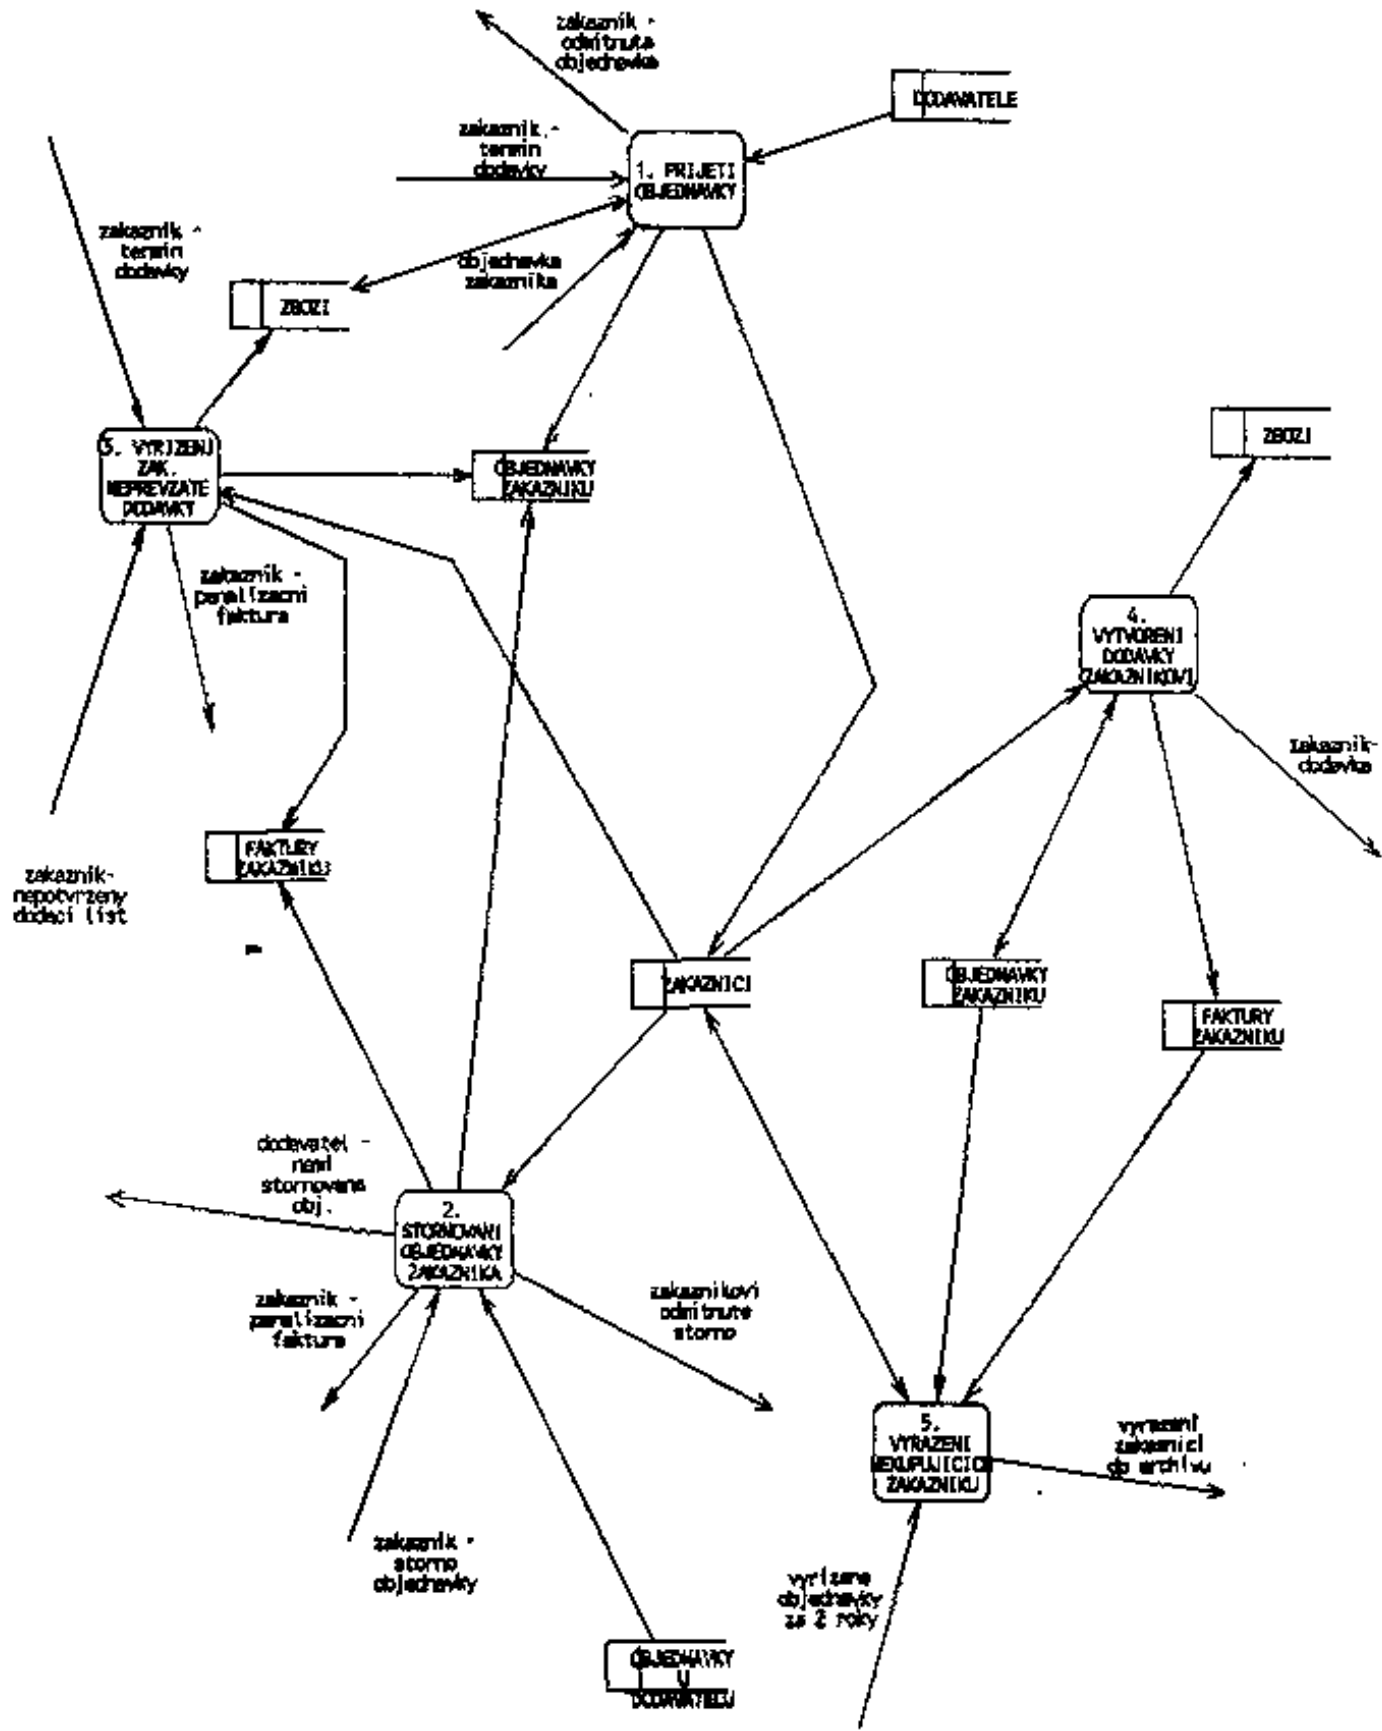 zakaznik -
odmitnuta
objednavka
DODAVATELE
zakaznik -
termin
dodavky
1. PRIJETI
OBJEDNAVKY
zakaznik -
termin
dodavky
objednavka
zakaznika
ZBOZI
ZBOZI
3. VYRIZENI
ZAK.
NEPREVZATE
DODAVKY
OBJEDNAVKY
ZAKAZNIKU
zakaznik -
penalizacni
faktura
4.
VYTVORENI
DODAVKY
ZAKAZNIKOVI
zakaznik-
dodavka
FAKTURY
ZAKAZNIKU
zakaznik-
nepotvrzeny
dodaci list
ZAKAZNICI
OBJEDNAVKY
ZAKAZNIKU
FAKTURY
ZAKAZNIKU
dodavatel -
stornovana
obj.
2.
STORNOVANI
OBJEDNAVKY
ZAKAZNIKA
zakaznik -
penalizacni
faktura
zakaznikovi
odmitnute
storno
5.
VYRAZENI
NEKUPUJICICH
ZAKAZNIKU
vyrazeni
zakaznici
do archivu
zakaznik -
storno
objednavky
vyrizene
objednavky
za 2 roky
OBJEDNAVKY
U
DODAVATELU